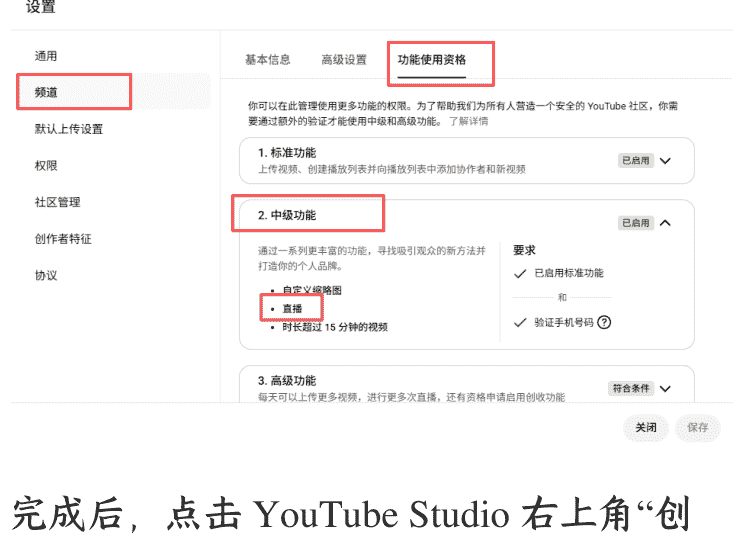 设置
通用
频道
默认上传设置
权限
社区管理
创作者特征
协议
基本信息 高级设置 功能使用资格
你可以在此管理使用更多功能的权限。为了帮助我们为所有人营造一个安全的 YouTube 社区，你需
要通过额外的验证才能使用中级和高级功能。 了解详情
1. 标准功能
上传视频、创建播放列表并向播放列表中添加协作者和新视频
已启用
2. 中级功能
已启用
通过一系列更丰富的功能，寻找吸引观众的新方法并
打造你的个人品牌。
• 自定义缩略图
• 直播
• 时长超过 15 分钟的视频
要求
已启用标准功能
和
验证手机号码 ?
3. 高级功能
每天可以上传更多视频，进行更多次直播，还有资格申请启用创收功能
符合条件
关闭 保存
完成后，点击 YouTube Studio 右上角“创